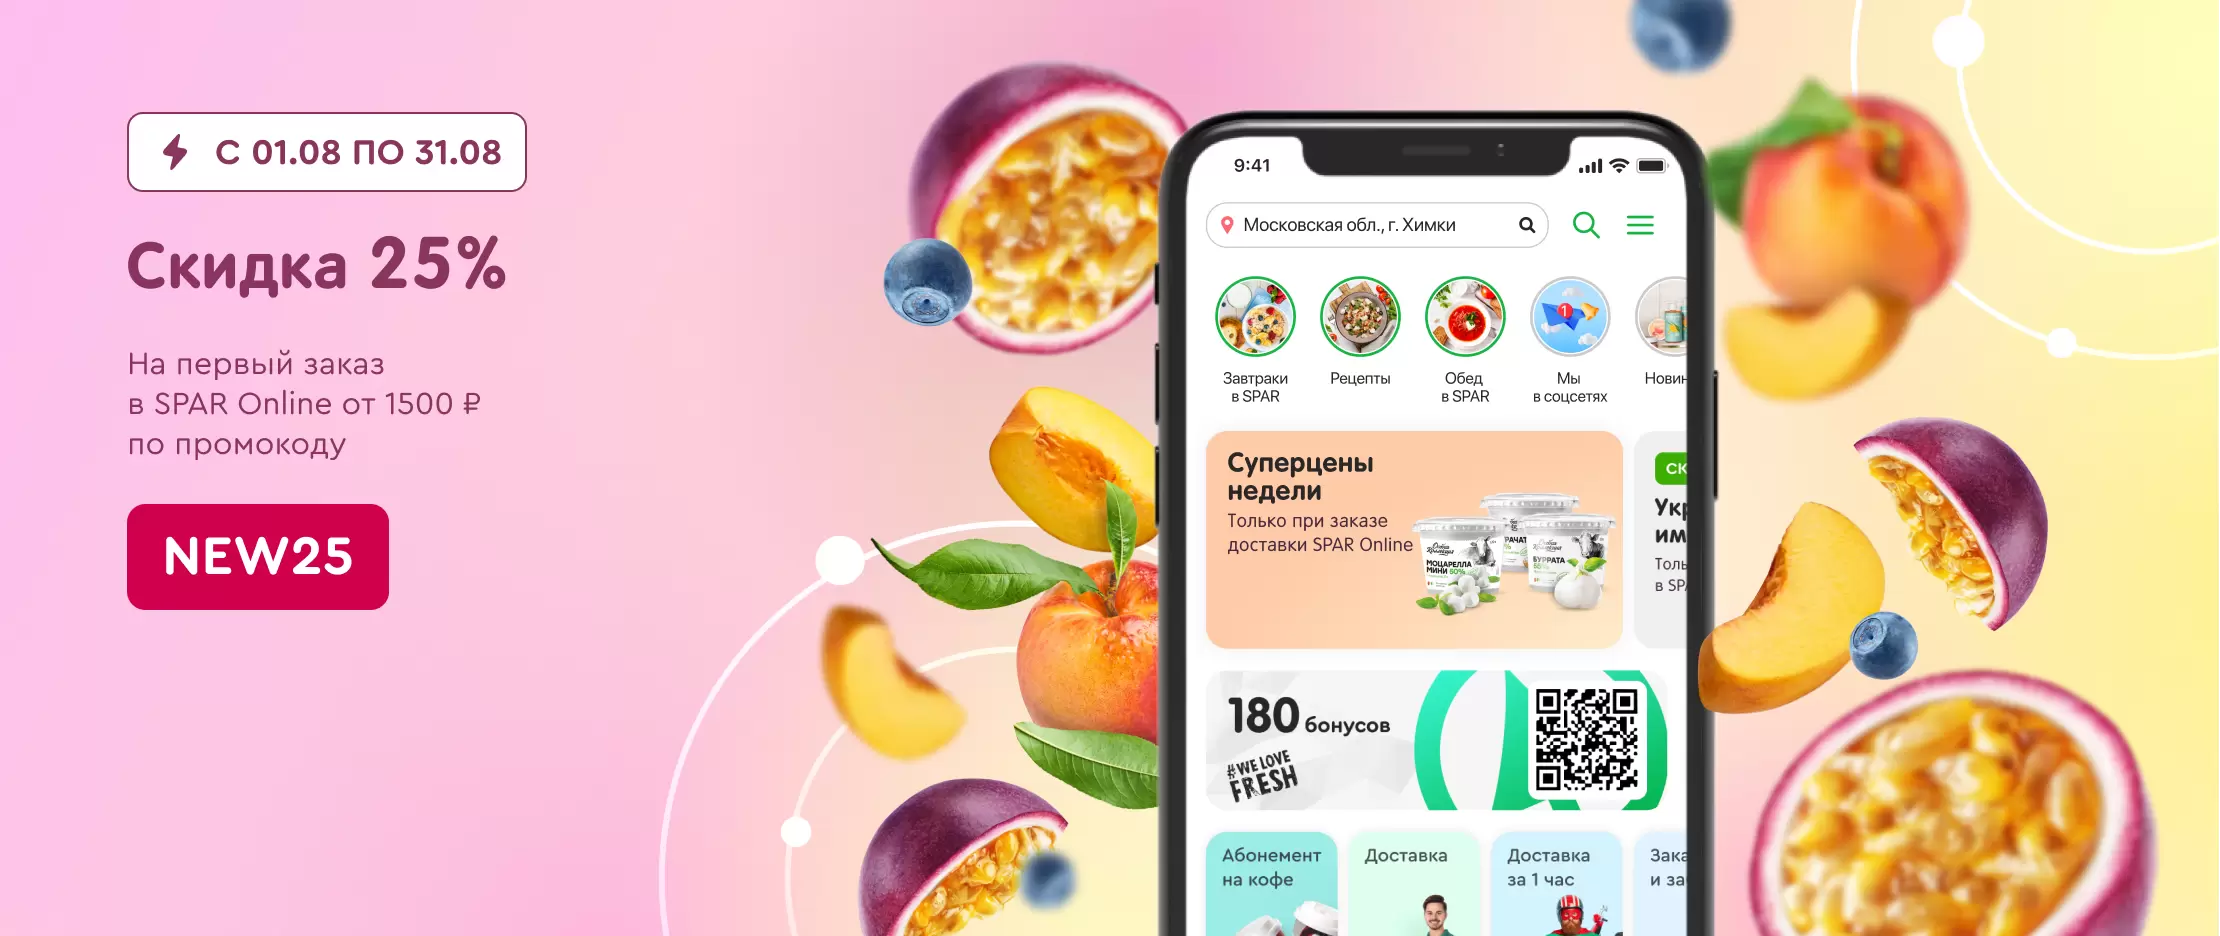 С 01.08 ПО 31.08
Скидка 25%
На первый заказ
в SPAR Online от 1500 ₽
по промокоду
NEW25
9:41
Московская обл., г. Химки
Завтраки
в SPAR
Рецепты
Обед
в SPAR
1
Мы
в соцсетях
Новин
Суперцены
недели
Только при заказе
доставки SPAR Online
МОЦАРЕЛЛА
МИНИ 50%
БУРРАТА
СК
Укр
им
Толь
в SPA
180 бонусов
#WE LOVE
FRESH
Абонемент
на кофе
Доставка
Доставка
за 1 час
Зака
и за